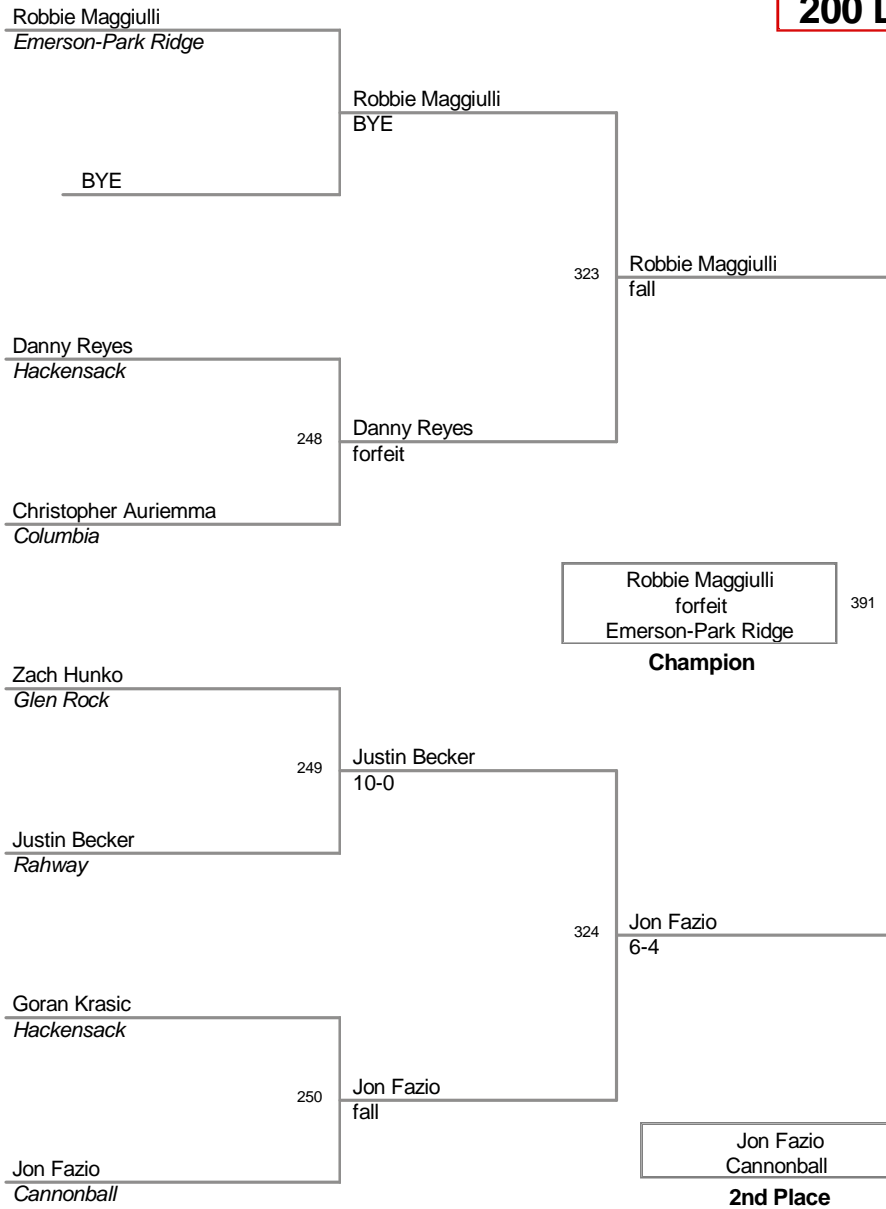 200 L
Robbie Maggiulli
Emerson-Park Ridge
Robbie Maggiulli
BYE
BYE
323
Robbie Maggiulli
fall
Danny Reyes
Hackensack
248
Danny Reyes
forfeit
Christopher Auriemma
Columbia
Robbie Maggiulli
forfeit
Emerson-Park Ridge
391
Champion
Zach Hunko
Glen Rock
249
Justin Becker
10-0
Justin Becker
Rahway
324
Jon Fazio
6-4
Goran Krasic
Hackensack
250
Jon Fazio
fall
Jon Fazio
Cannonball
Jon Fazio
Cannonball
2nd Place